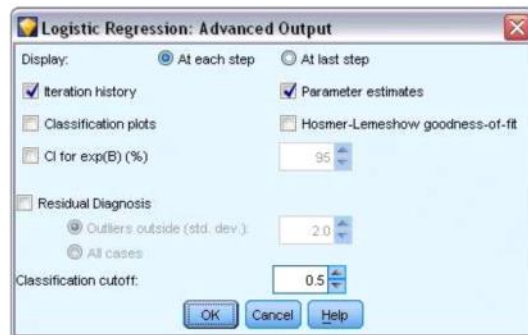 Logistic Regression: Advanced Output
Display: At each step At last step
Iteration history Parameter estimates
Classification plots Hosmer-Lemeshow goodness-of-fit
CI for exp(B) (%) 95
Residual Diagnosis
Outliers outside (std. dev.): 2.0
All cases
Classification cutoff: 0.5
OK Cancel Help